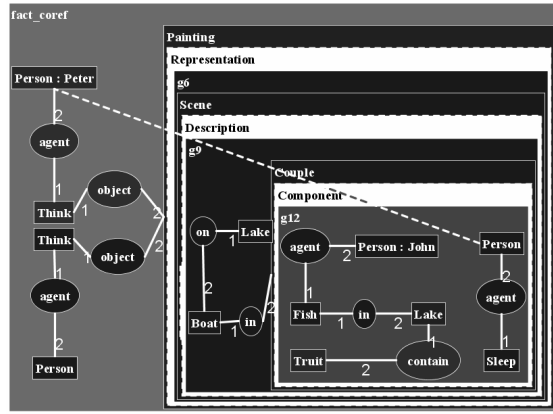 fact_coref
Painting
Representation
g6
Scene
Description
g9
Couple
Component
g12
Person : Peter
2
agent
1
Think
1
object
2
Think
1
object
2
1
agent
2
Person
on
1
Lake
2
Boat
1
in
2
agent
2
Person : John
1
Fish
1
in
2
Lake
1
contain
2
Truit
Person
2
agent
1
Sleep